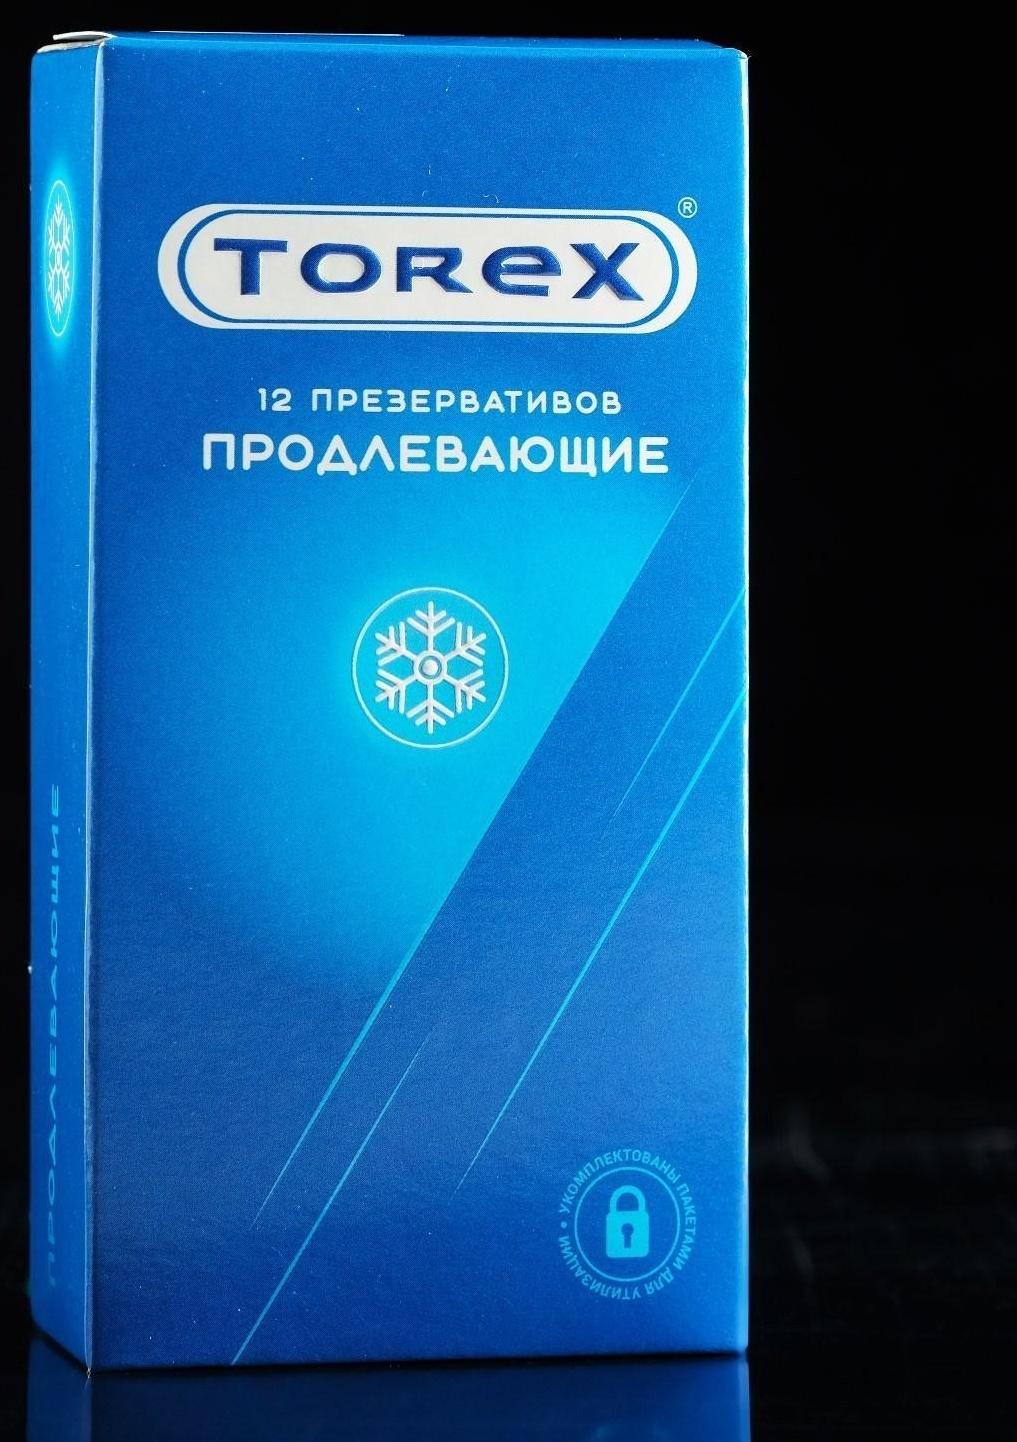 TOREX®
12 ПРЕЗЕРВАТИВОВ
ПРОДЛЕВАЮЩИЕ
ПРОДЛЕВАЮЩИЕ
УКОМПЛЕКТОВАНЫ ПАКЕТАМИ ДЛЯ УТИЛИЗАЦИИ •